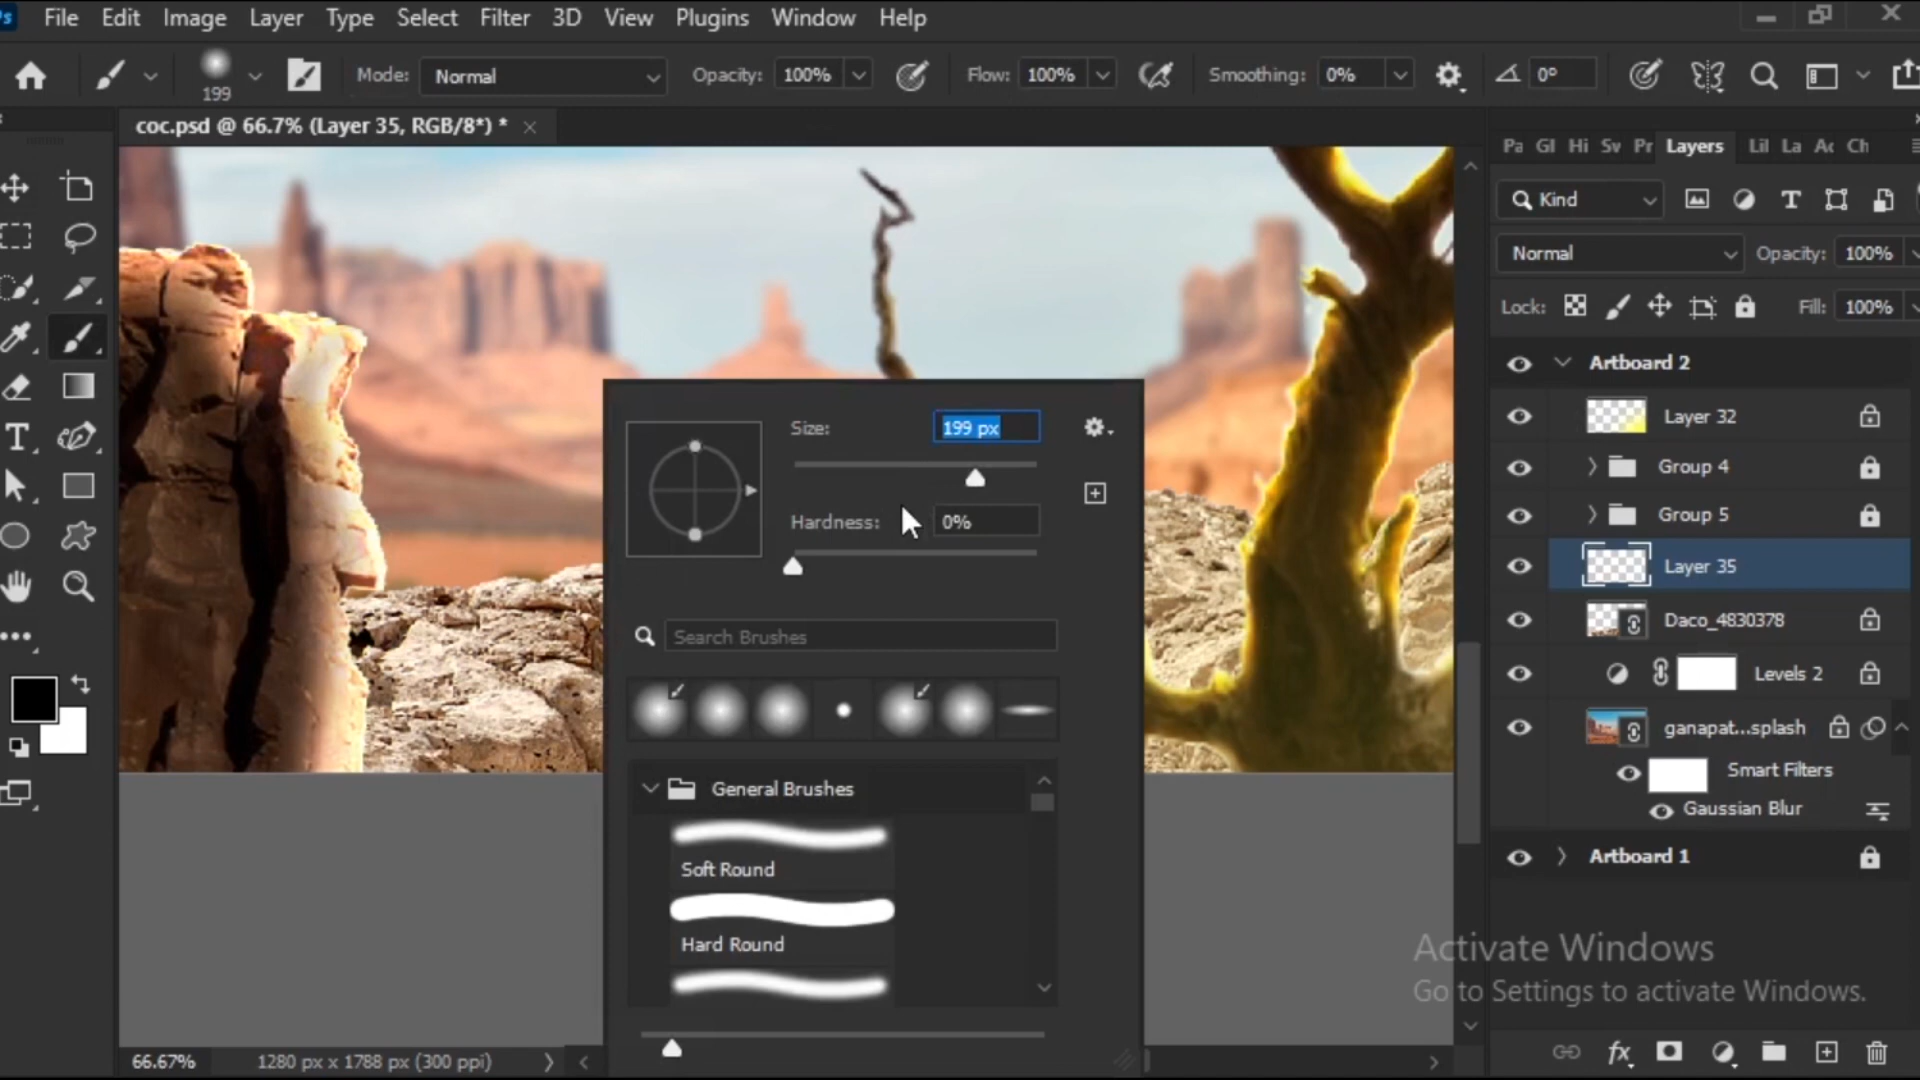 Ps File Edit Image Layer Type Select Filter 3D View Plugins Window Help
199 Mode: Normal Opacity: 100% Flow: 100% Smoothing: 0% 0°
coc.psd @ 66.7% (Layer 35, RGB/8*) *
Pa Gl Hi Sv Pr Layers Lil La Ac Ch
Kind
Normal Opacity: 100%
Lock: Fill: 100%
Artboard 2
Layer 32
Group 4
Group 5
Layer 35
Daco_4830378
Levels 2
ganapat...splash
Smart Filters
Gaussian Blur
Artboard 1
Size: 199 px
Hardness: 0%
Search Brushes
General Brushes
Soft Round
Hard Round
Activate Windows
Go to Settings to activate Windows.
66.67% 1280 px x 1788 px (300 ppi)
fx